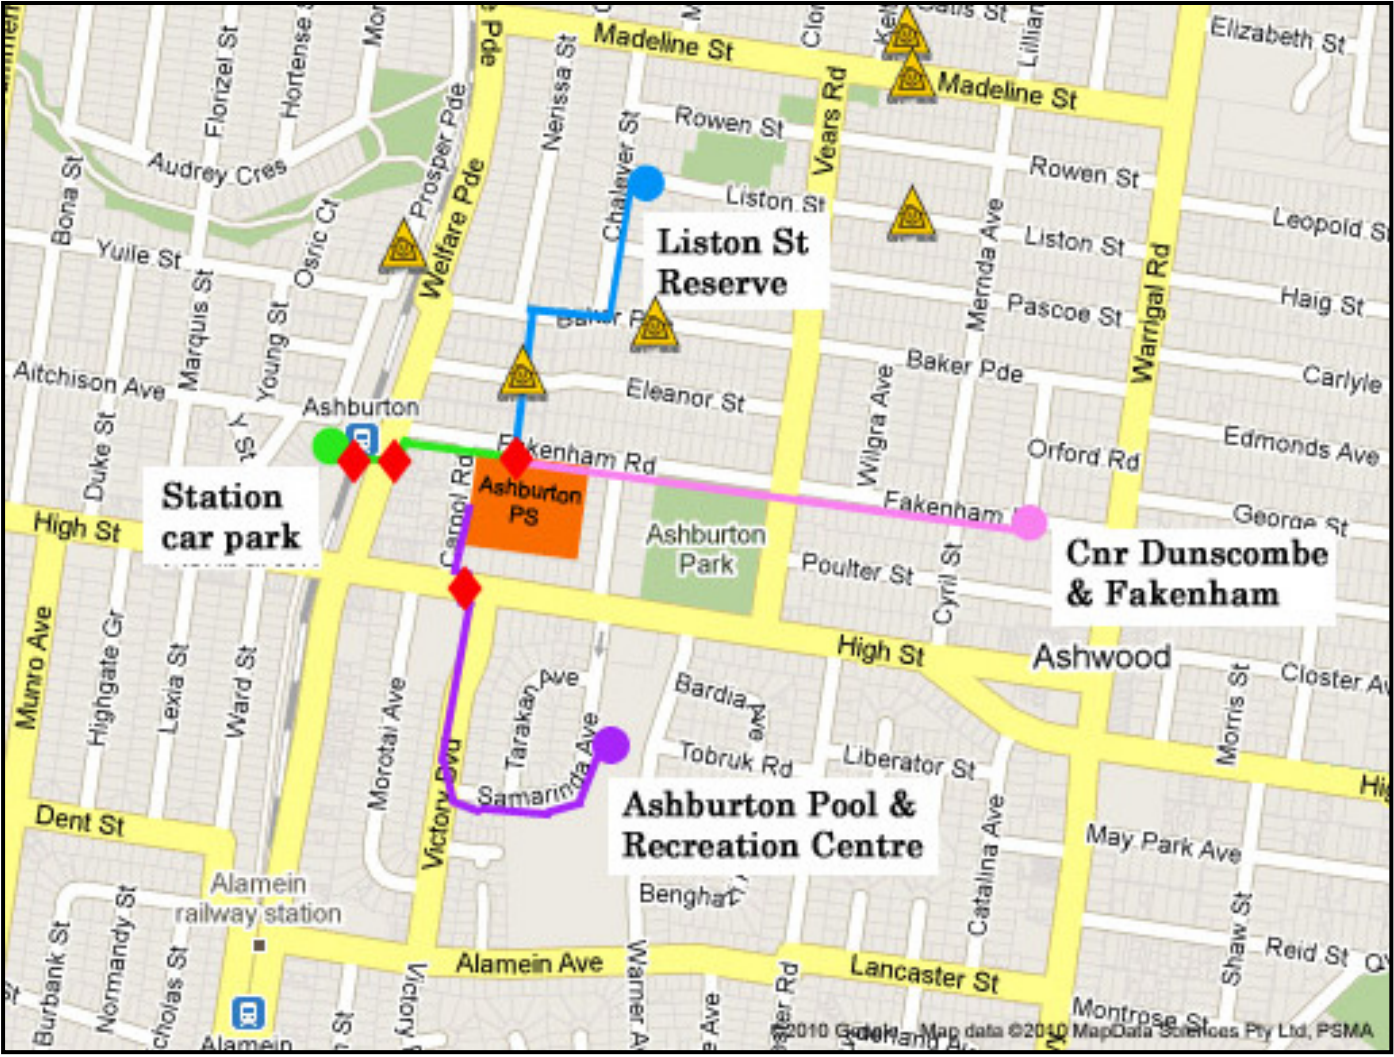 Madeline St
Elizabeth St
Pde
Nerissa St
Florizel St
Hortense
Mor
Prosper Pde
Vears Rd
Madeline St
Rowen St
Chaleyer St
Audrey Cres
Rowen St
Bona St
Welfare Pde
Liston St
Leopold S
Osric Ct
Liston St
Reserve
Liston St
Mernda Ave
Yuile St
Warrigal Rd
Haig St
Pascoe St
Marquis St
Young St
Baker Pde
Aitchison Ave
Carlyle
Eleanor St
Ashburton
Wilgra Ave
Y St
Duke St
Edmonds Ave
Orford Rd
Fakenham Rd
Carnol Rd
Ashburton
PS
Station
car park
Fakenham
George St
High St
Ashburton
Park
Cnr Dunscombe
& Fakenham
Poulter St
Cyril St
High St
Ashwood
Munro Ave
Highgate Gr
Lexia St
Ward St
Closter Av
Morotai Ave
Tarakan
Ave
Bardia
Ave
Morris St
Samarinda Ave
Tobruk Rd
Liberator St
Victory Bvd
Ashburton Pool &
Recreation Centre
Dent St
Catalina Ave
May Park Ave
Alamein
railway station
Normandy St
Burbank St
Shaw St
Reid St
Alamein Ave
Lancaster St
Warner A
Victory
Montrose St
St
Ave
Alamein
©2010 Google - Map data ©2010 MapData Sciences Pty Ltd, PSMA